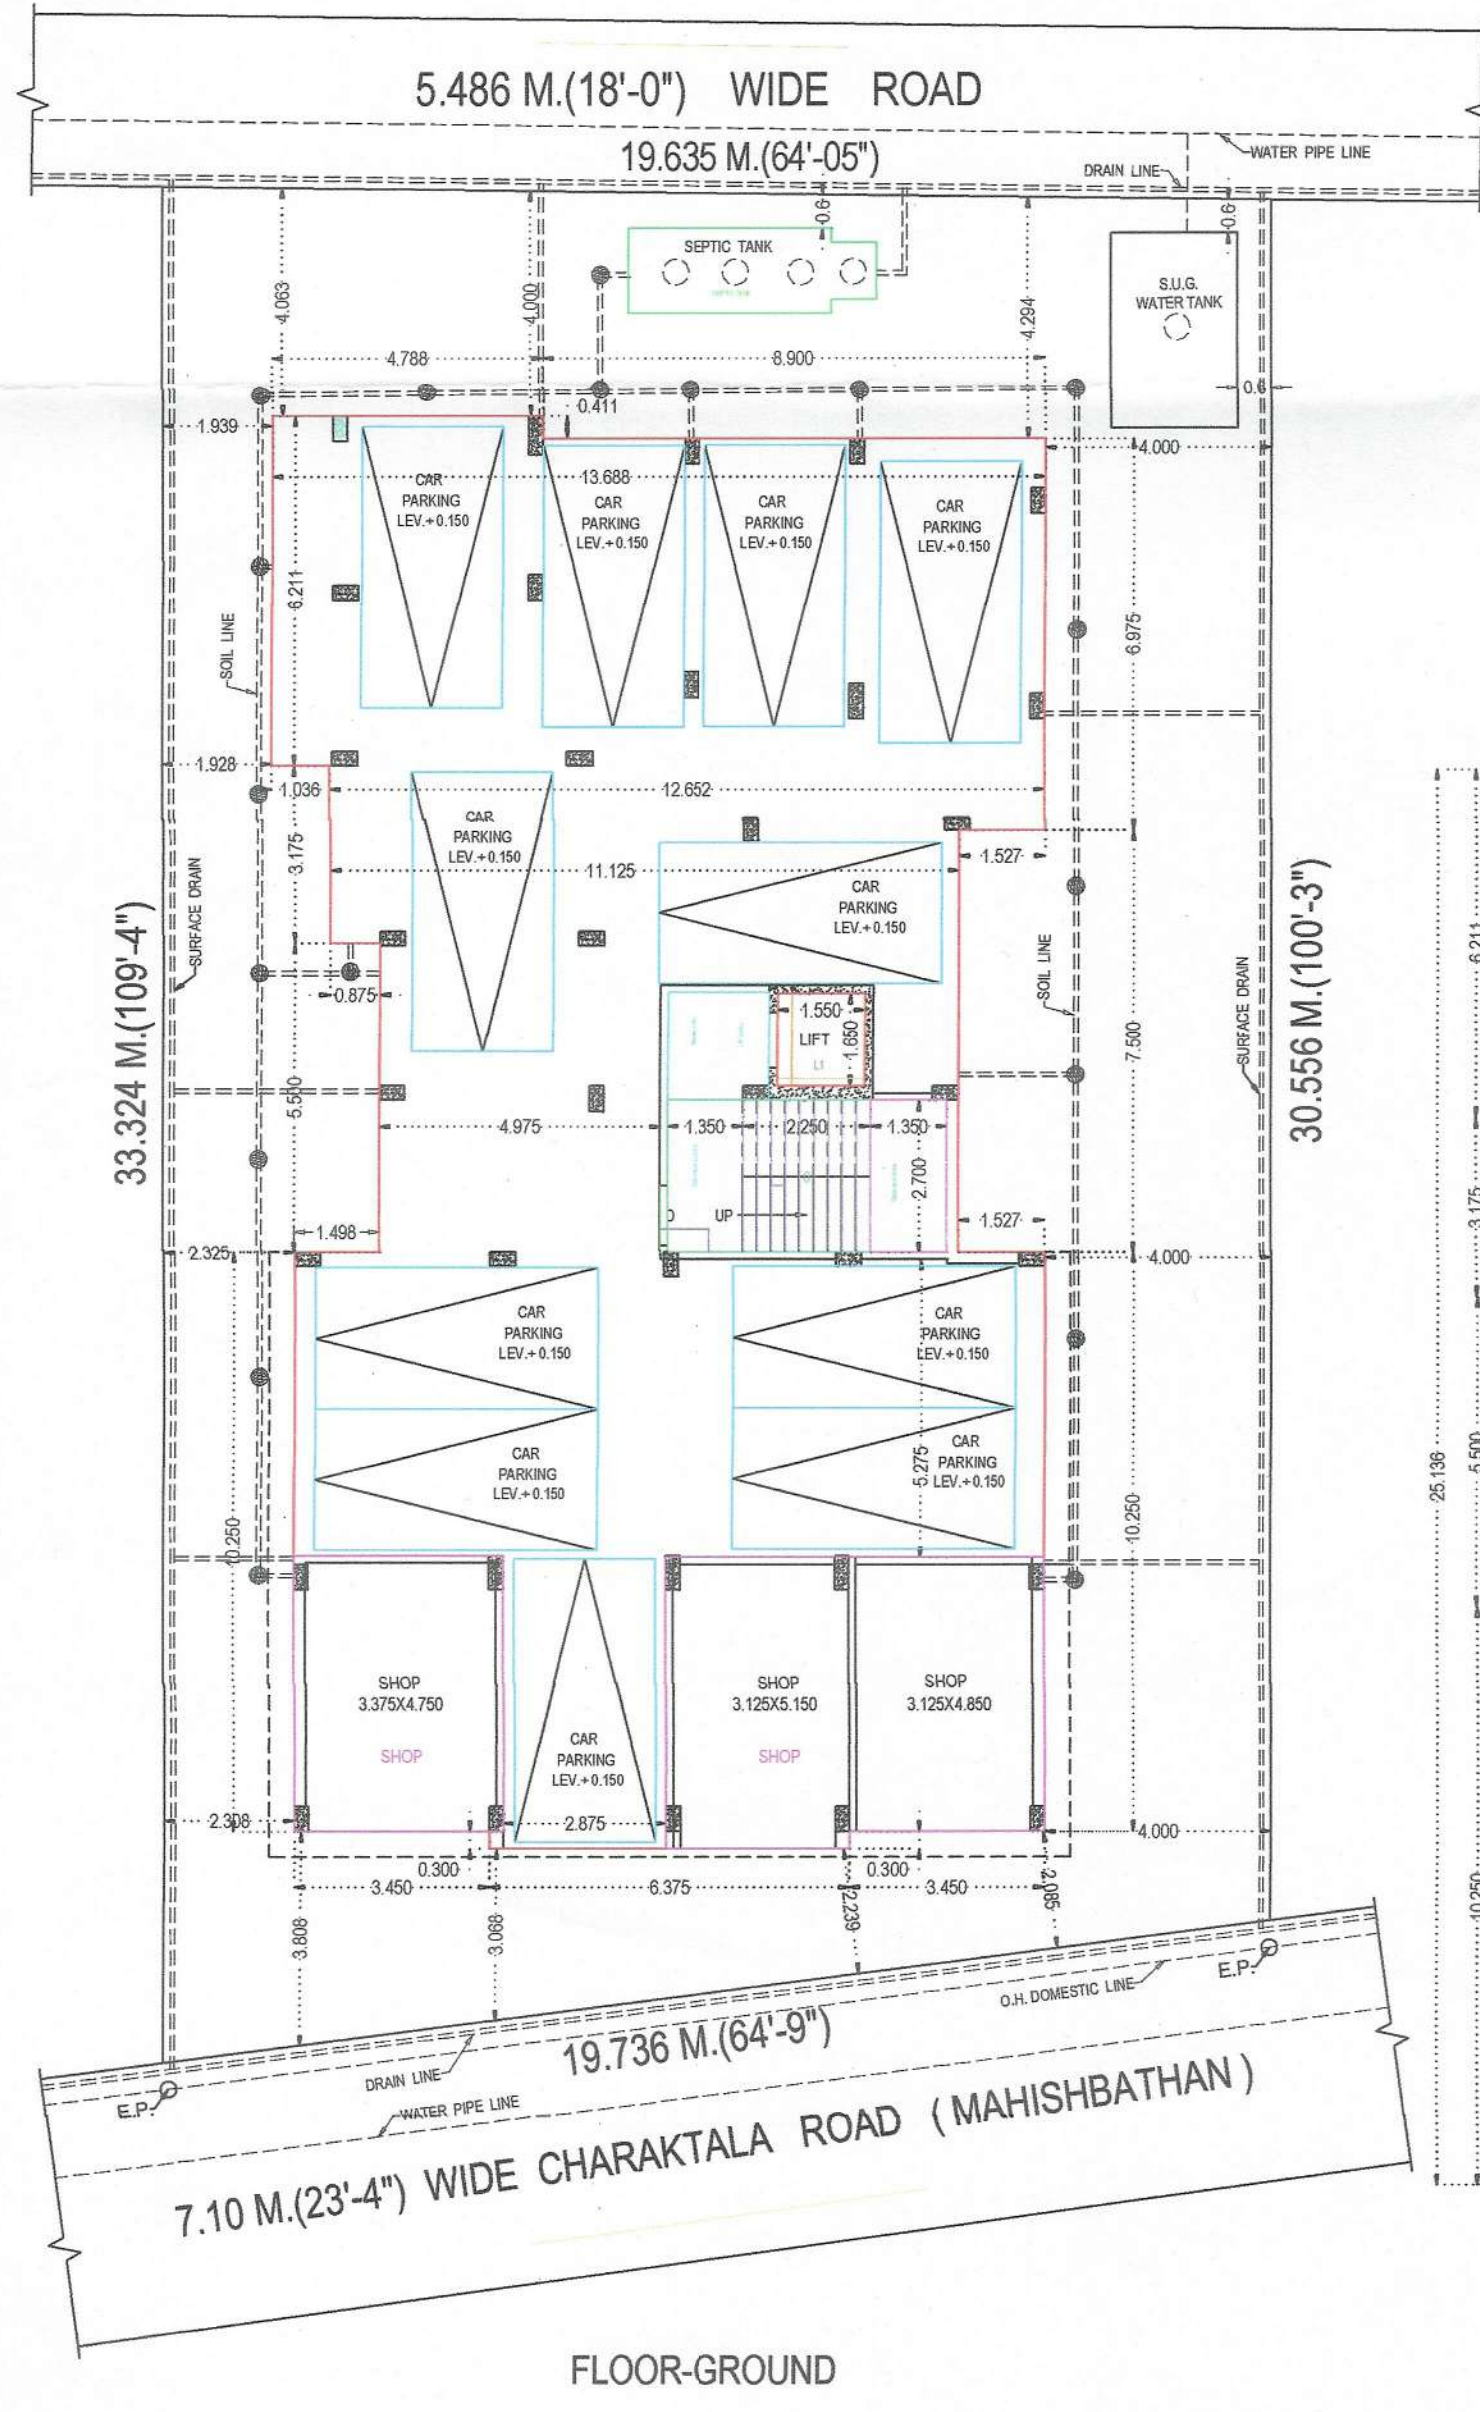 5.486 M.(18'-0") WIDE ROAD
WATER PIPE LINE
19.635 M.(64'-05")
DRAIN LINE
0.6
0.6
SEPTIC TANK
S.U.G.
WATER TANK
4.063
4.000
4.294
4.788
8.900
0.6
0.411
1.939
4.000
13.688
CAR
PARKING
LEV.+0.150
CAR
PARKING
LEV.+0.150
CAR
PARKING
LEV.+0.150
CAR
PARKING
LEV.+0.150
6.211
6.975
SOIL LINE
1.928
1.036
12.652
CAR
PARKING
LEV.+0.150
3.175
11.125
1.527
CAR
PARKING
LEV.+0.150
SURFACE DRAIN
33.324 M.(109'-4")
30.556 M.(100'-3")
6.211
SOIL LINE
SURFACE DRAIN
0.875
1.550
LIFT
L1
1.650
7.500
5.500
4.975
1.350
2.250
1.350
2.700
3.175
UP
1.498
1.527
2.325
4.000
CAR
PARKING
LEV.+0.150
CAR
PARKING
LEV.+0.150
CAR
PARKING
LEV.+0.150
CAR
PARKING
LEV.+0.150
5.275
25.136
5.500
10.250
10.250
SHOP
3.375X4.750
SHOP
SHOP
3.125X5.150
SHOP
SHOP
3.125X4.850
CAR
PARKING
LEV.+0.150
2.308
2.875
4.000
0.300
0.300
3.450
6.375
3.450
10.250
3.808
3.068
2.239
2.085
E.P.
O.H. DOMESTIC LINE
19.736 M.(64'-9")
DRAIN LINE
E.P.
WATER PIPE LINE
7.10 M.(23'-4") WIDE CHARAKTALA ROAD ( MAHISHBATHAN )
FLOOR-GROUND